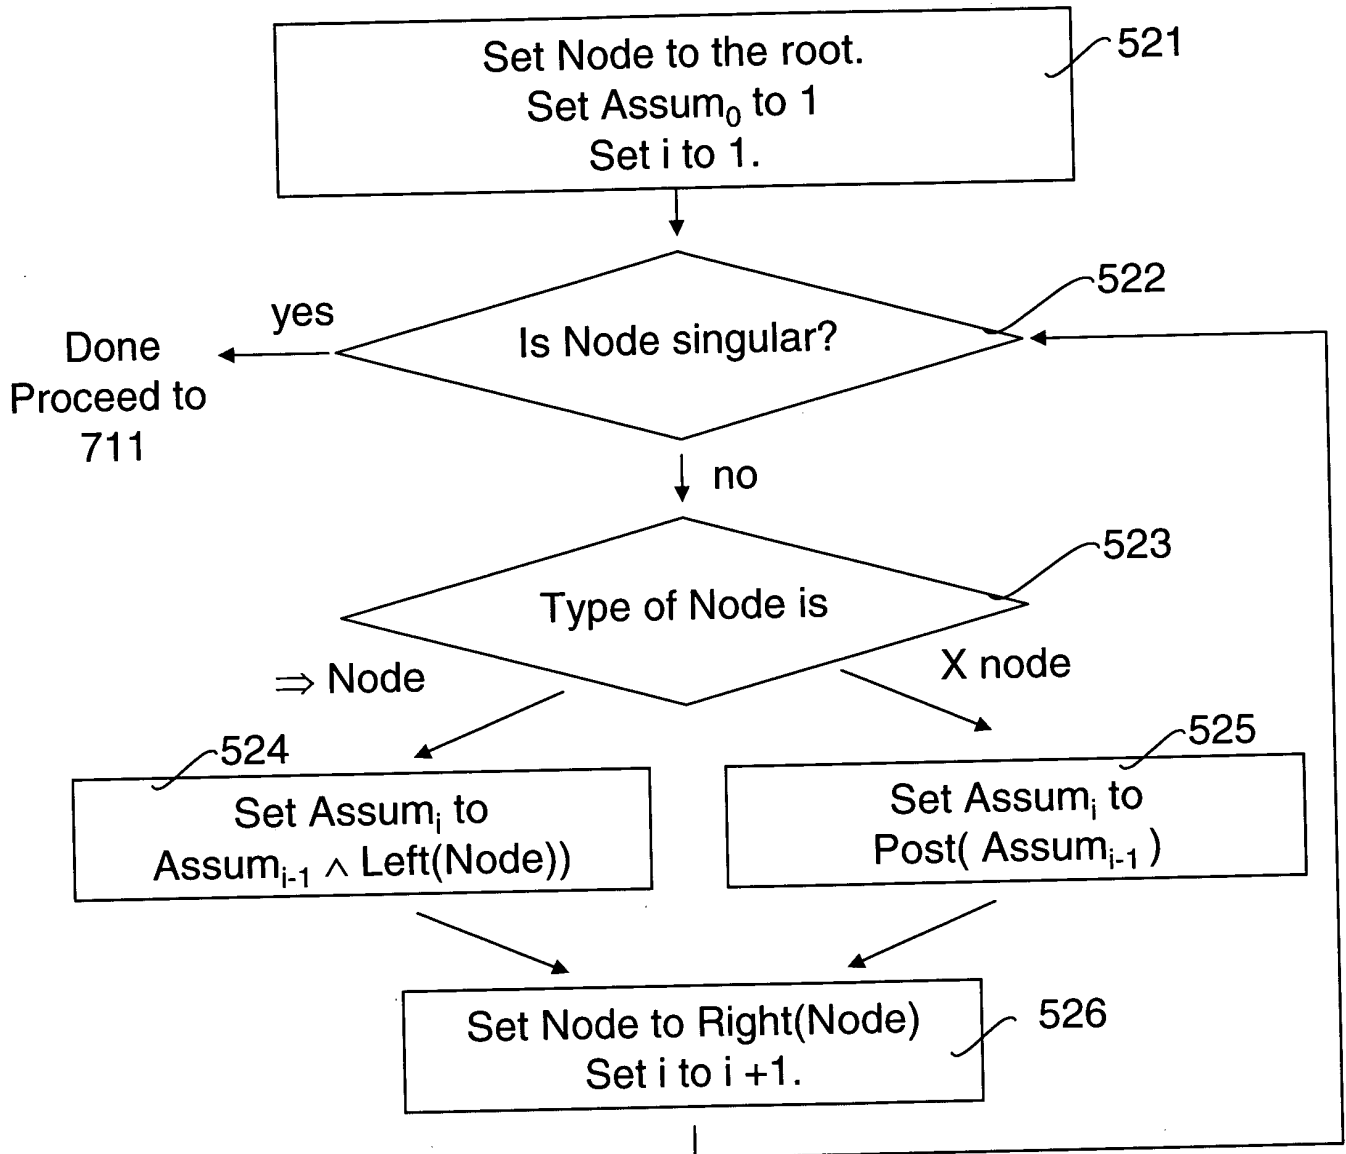 Set Node to the root.
Set Assum₀ to 1
Set i to 1.
521
522
yes
Is Node singular?
Done
Proceed to
711
no
523
Type of Node is
⇒ Node
X node
524
525
Set Assumᵢ to
Assumᵢ₋₁ ∧ Left(Node))
Set Assumᵢ to
Post( Assumᵢ₋₁ )
Set Node to Right(Node)
Set i to i +1.
526